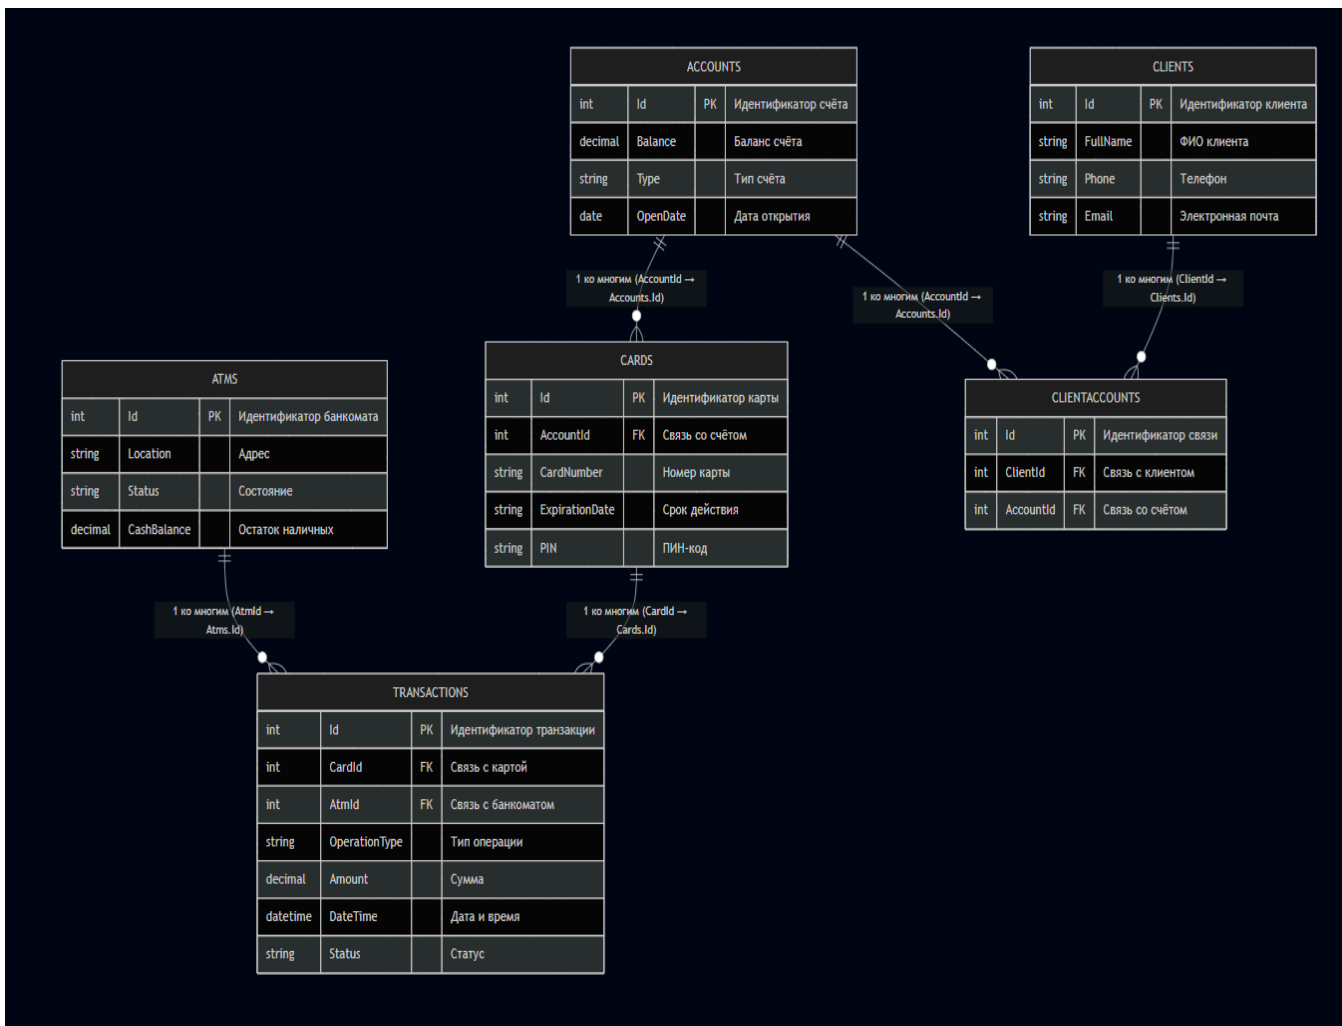 ACCOUNTS
int Id PK Идентификатор счёта
decimal Balance Баланс счёта
string Type Тип счёта
date OpenDate Дата открытия
CLIENTS
int Id PK Идентификатор клиента
string FullName ФИО клиента
string Phone Телефон
string Email Электронная почта
1 ко многим (AccountId →
Accounts.Id)
1 ко многим (AccountId →
Accounts.Id)
1 ко многим (ClientId →
Clients.Id)
ATMS
int Id PK Идентификатор банкомата
string Location Адрес
string Status Состояние
decimal CashBalance Остаток наличных
CARDS
int Id PK Идентификатор карты
int AccountId FK Связь со счётом
string CardNumber Номер карты
string ExpirationDate Срок действия
string PIN ПИН-код
CLIENTACCOUNTS
int Id PK Идентификатор связи
int ClientId FK Связь с клиентом
int AccountId FK Связь со счётом
1 ко многим (AtmId →
Atms.Id)
1 ко многим (CardId →
Cards.Id)
TRANSACTIONS
int Id PK Идентификатор транзакции
int CardId FK Связь с картой
int AtmId FK Связь с банкоматом
string OperationType Тип операции
decimal Amount Сумма
datetime DateTime Дата и время
string Status Статус